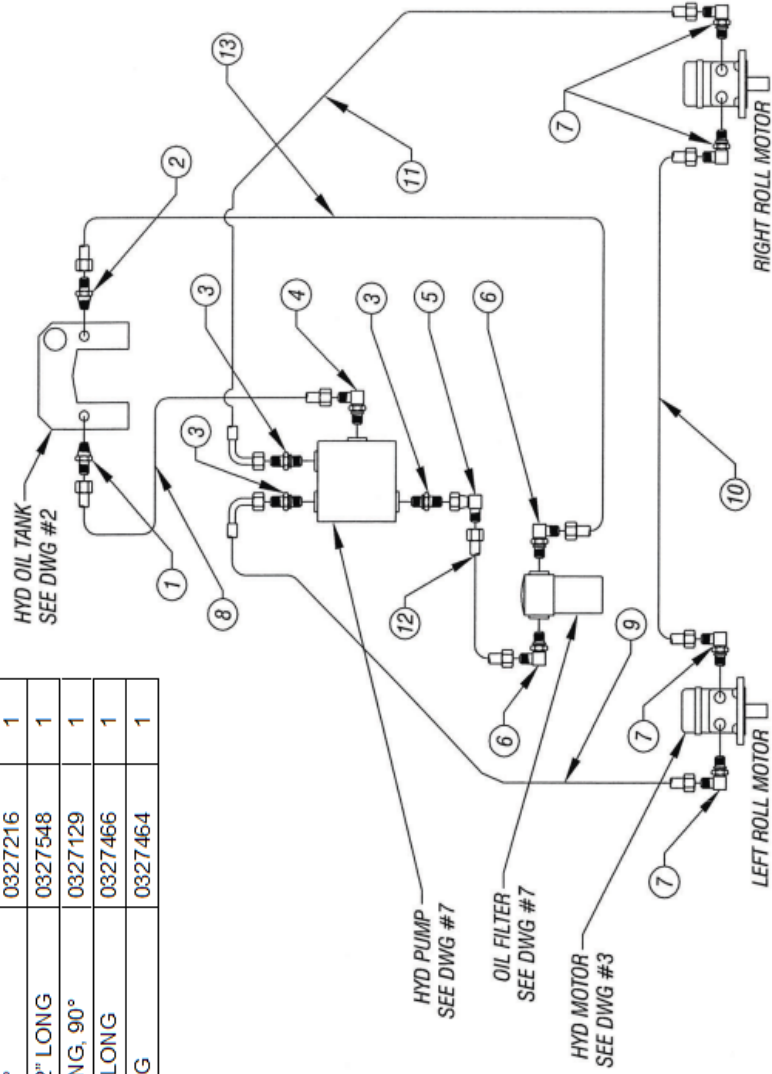 ° 0327216 1
2" LONG 0327548 1
NG, 90° 0327129 1
LONG 0327466 1
G 0327464 1
HYD OIL TANK
SEE DWG #2
13
2
11
7
3
4
3
5
6
3
1
8
12
10
RIGHT ROLL MOTOR
6
9
7
7
HYD PUMP
SEE DWG #7
OIL FILTER
SEE DWG #7
HYD MOTOR
SEE DWG #3
LEFT ROLL MOTOR